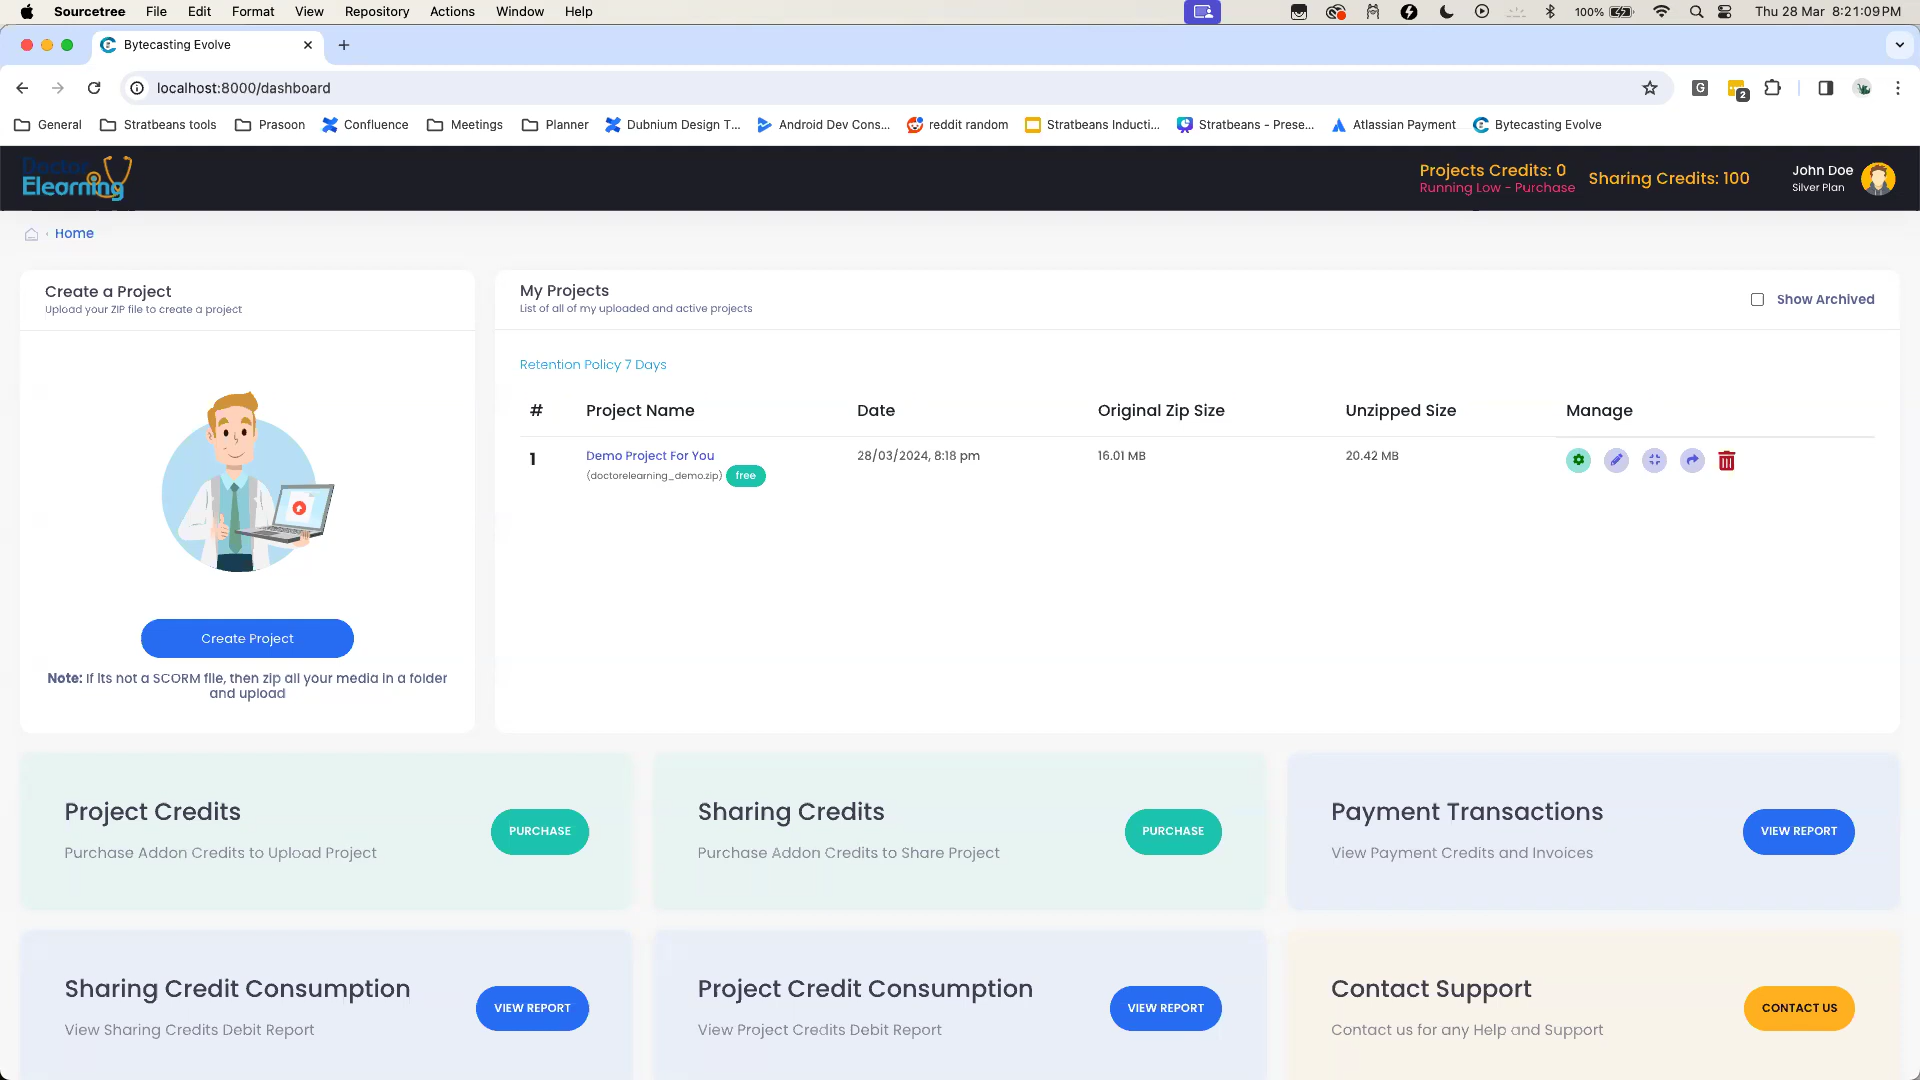 Sourcetree File Edit Format View Repository Actions Window Help 100% Thu 28 Mar 8:21:09 PM
Bytecasting Evolve
localhost:8000/dashboard
2
General Stratbeans tools Prasoon Confluence Meetings Planner Dubnium Design T... Android Dev Cons... reddit random Stratbeans Inducti... Stratbeans - Prese... Atlassian Payment Bytecasting Evolve
Doctor
Elearning
Projects Credits: 0
Running Low - Purchase
Sharing Credits: 100
John Doe
Silver Plan
Home
Create a Project
Upload your ZIP file to create a project
Create Project
Note: If its not a SCORM file, then zip all your media in a folder
and upload
My Projects
List of all of my uploaded and active projects
Show Archived
Retention Policy 7 Days
# Project Name Date Original Zip Size Unzipped Size Manage
1 Demo Project For You 28/03/2024, 8:18 pm 16.01 MB 20.42 MB
(doctorelearning_demo.zip) free
Project Credits
Purchase Addon Credits to Upload Project
PURCHASE
Sharing Credits
Purchase Addon Credits to Share Project
PURCHASE
Payment Transactions
View Payment Credits and Invoices
VIEW REPORT
Sharing Credit Consumption
View Sharing Credits Debit Report
VIEW REPORT
Project Credit Consumption
View Project Credits Debit Report
VIEW REPORT
Contact Support
Contact us for any Help and Support
CONTACT US